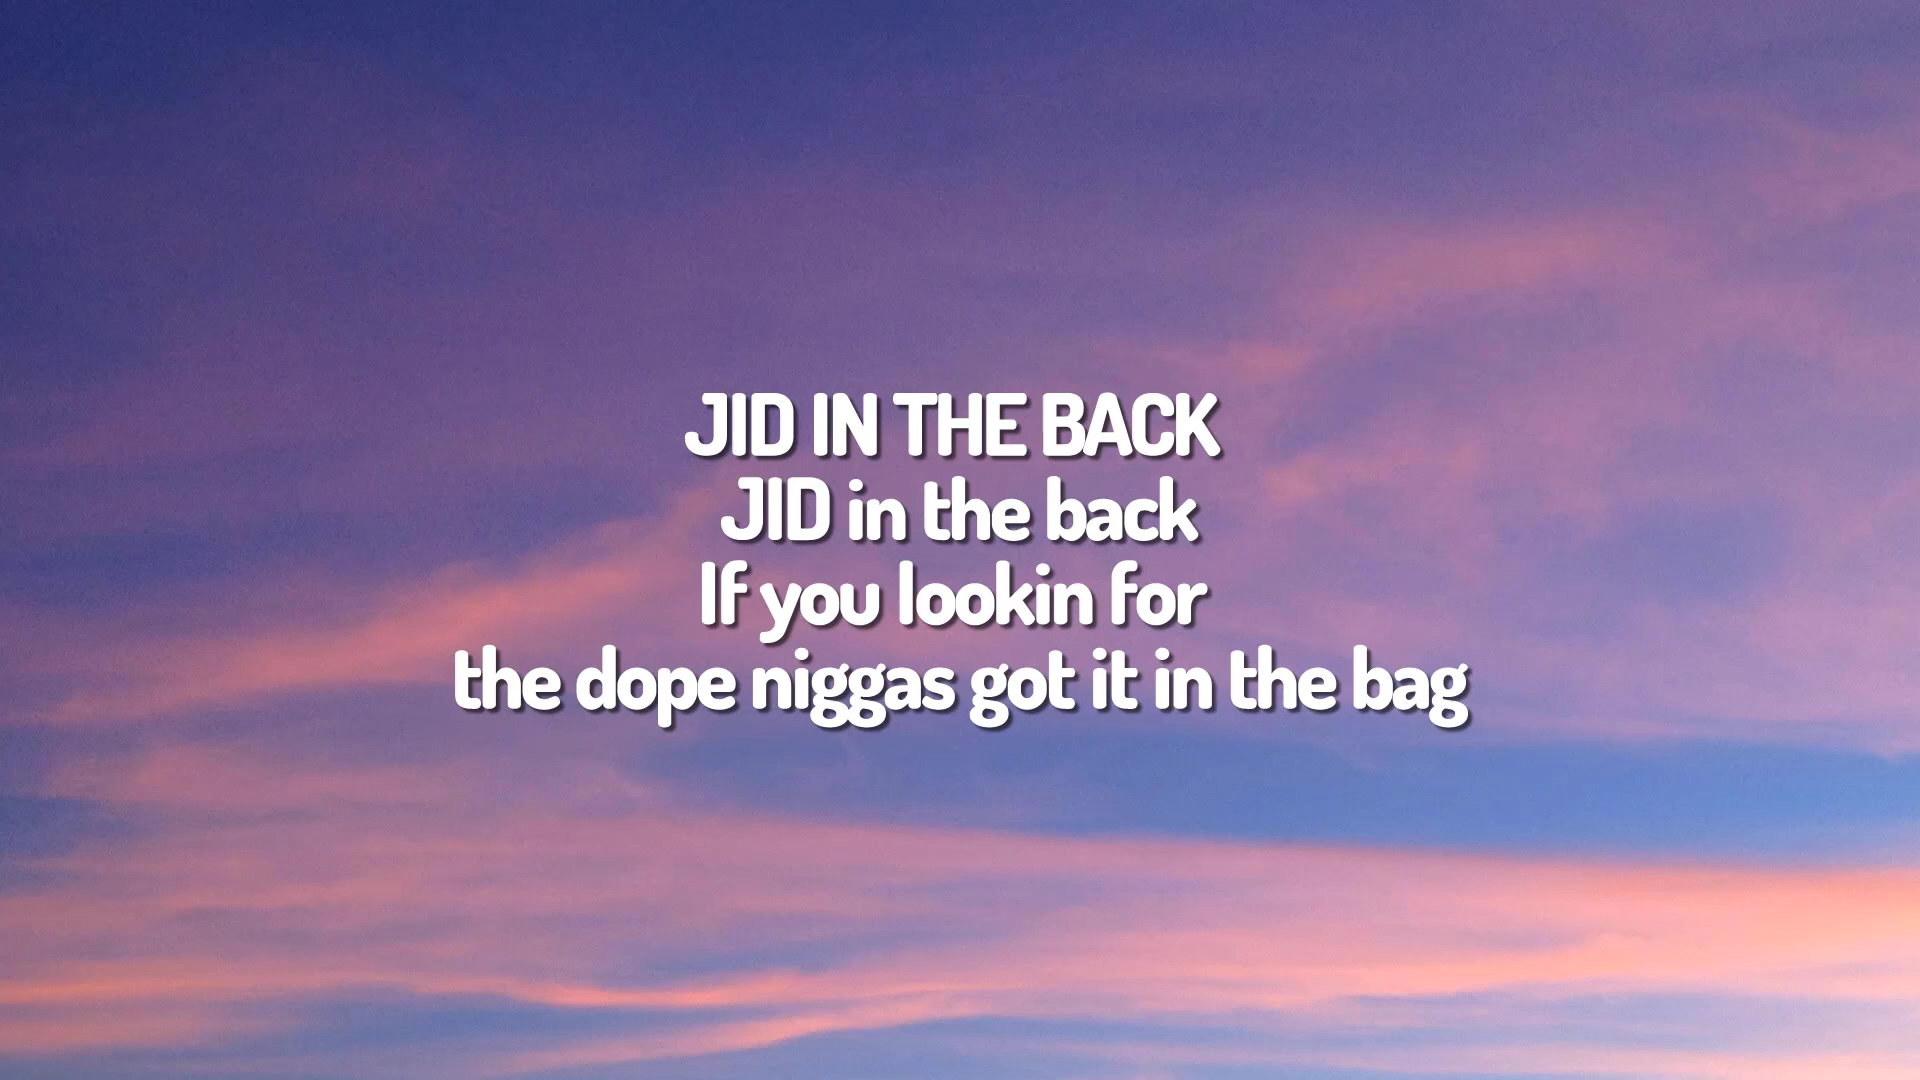 JID IN THE BACK
JID in the back
If you lookin for
the dope niggas got it in the bag